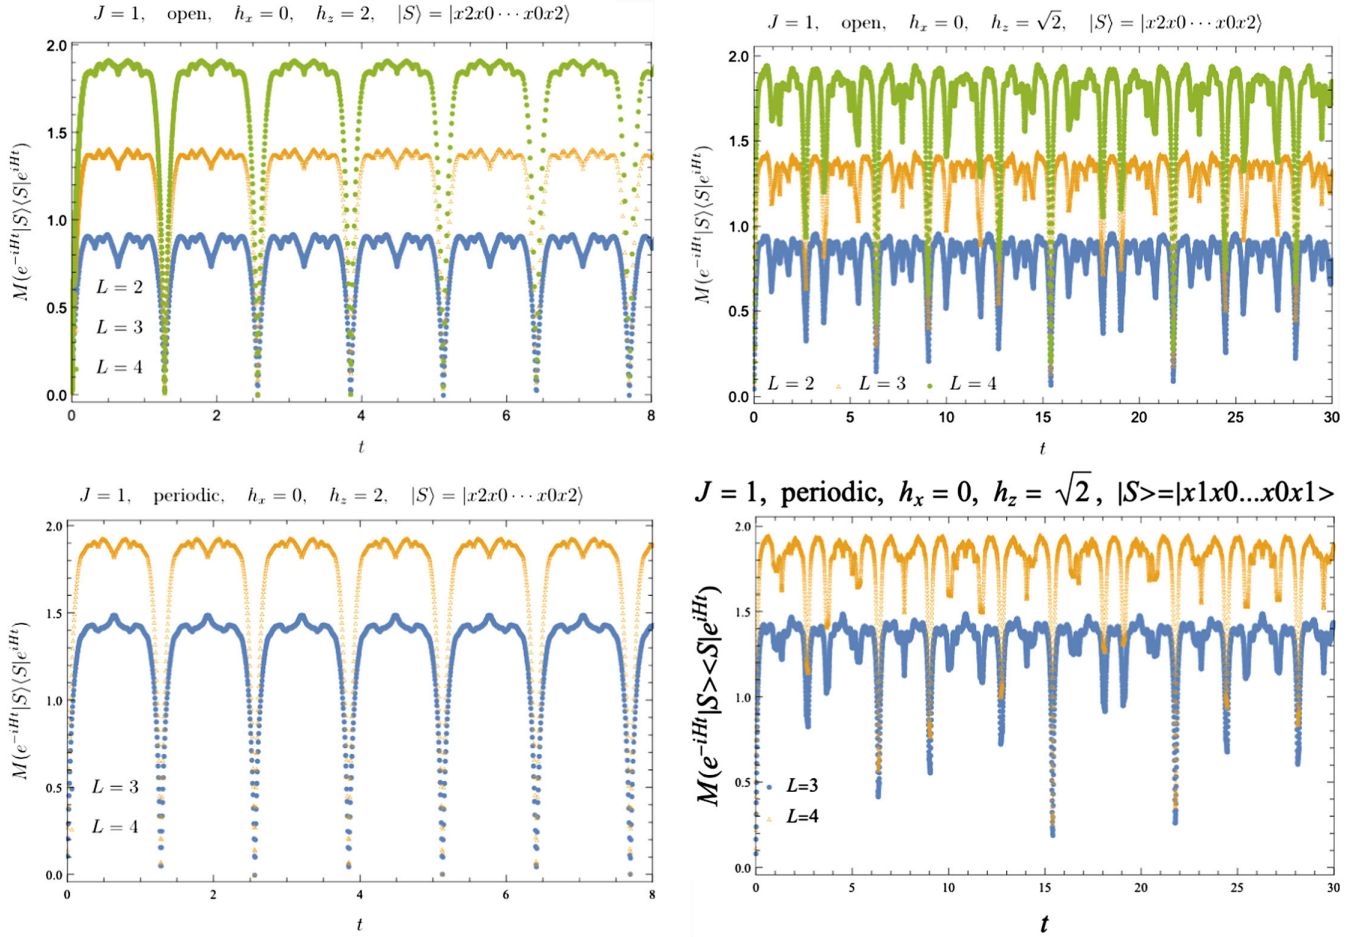 J = 1, open, h_x = 0, h_z = 2, |S⟩ = |x2x0 · · · x0x2⟩
2.0
1.5
1.0
0.5
0.0
M(e^{−iHt}|S⟩⟨S|e^{iHt})
L = 2
L = 3
L = 4
0 2 4 6 8
t
J = 1, open, h_x = 0, h_z = √2, |S⟩ = |x2x0 · · · x0x2⟩
2.0
1.5
1.0
0.5
0.0
M(e^{−iHt}|S⟩⟨S|e^{iHt})
L = 2 L = 3 L = 4
0 5 10 15 20 25 30
t
J = 1, periodic, h_x = 0, h_z = 2, |S⟩ = |x2x0 · · · x0x2⟩
2.0
1.5
1.0
0.5
0.0
M(e^{−iHt}|S⟩⟨S|e^{iHt})
L = 3
L = 4
0 2 4 6 8
t
J = 1, periodic, h_x = 0, h_z = √2, |S>=|x1x0...x0x1>
2.0
1.5
1.0
0.5
0.0
M(e^{−iHt}|S><S|e^{iHt})
L=3
L=4
0 5 10 15 20 25 30
t